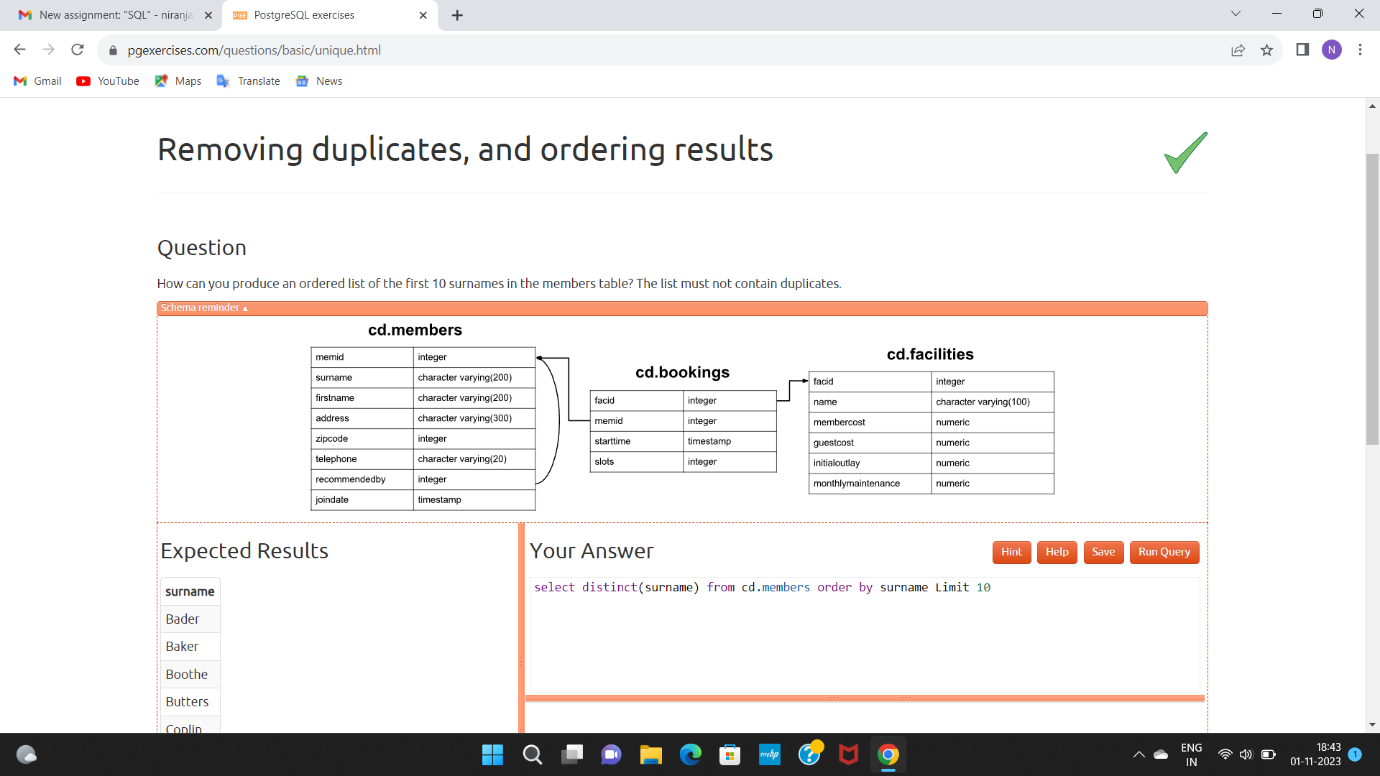 New assignment: "SQL" - niranja
PGE PostgreSQL exercises
pgexercises.com/questions/basic/unique.html
N
Gmail YouTube Maps Translate News
Removing duplicates, and ordering results
Question
How can you produce an ordered list of the first 10 surnames in the members table? The list must not contain duplicates.
Schema reminder ▴
cd.members
memid integer
surname character varying(200)
firstname character varying(200)
address character varying(300)
zipcode integer
telephone character varying(20)
recommendedby integer
joindate timestamp
cd.bookings
facid integer
memid integer
starttime timestamp
slots integer
cd.facilities
facid integer
name character varying(100)
membercost numeric
guestcost numeric
initialoutlay numeric
monthlymaintenance numeric
Expected Results
surname
Bader
Baker
Boothe
Butters
Coplin
Your Answer
Hint Help Save Run Query
select distinct(surname) from cd.members order by surname Limit 10
myhp
ENG
IN
18:43
01-11-2023
1